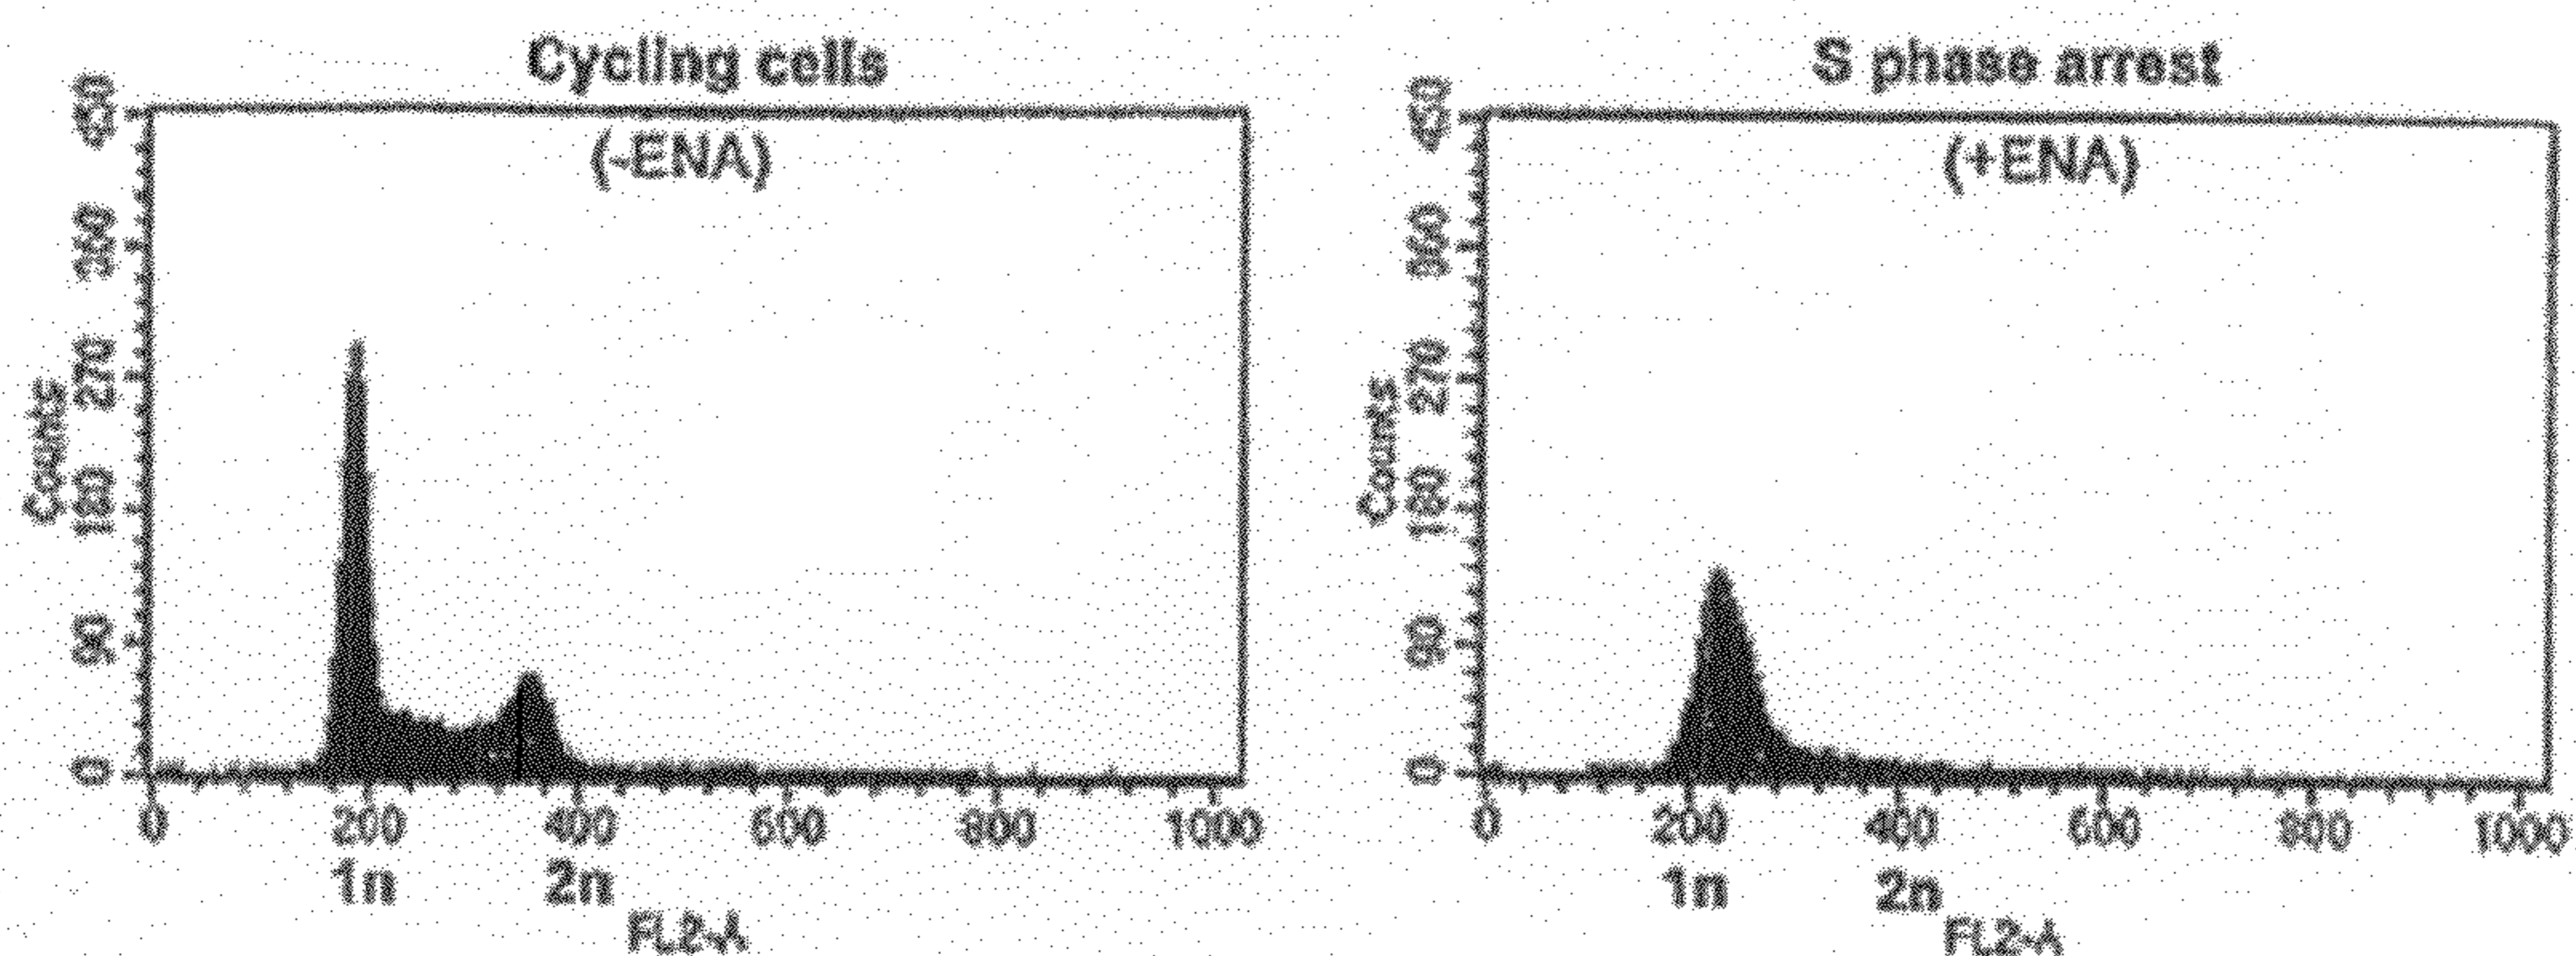 Cycling cells
(-ENA)
Counts
450
360
270
180
90
0
0 200 400 600 800 1000
1n 2n
FL2-A
S phase arrest
(+ENA)
Counts
450
360
270
180
90
0
0 200 400 600 800 1000
1n 2n
FL2-A